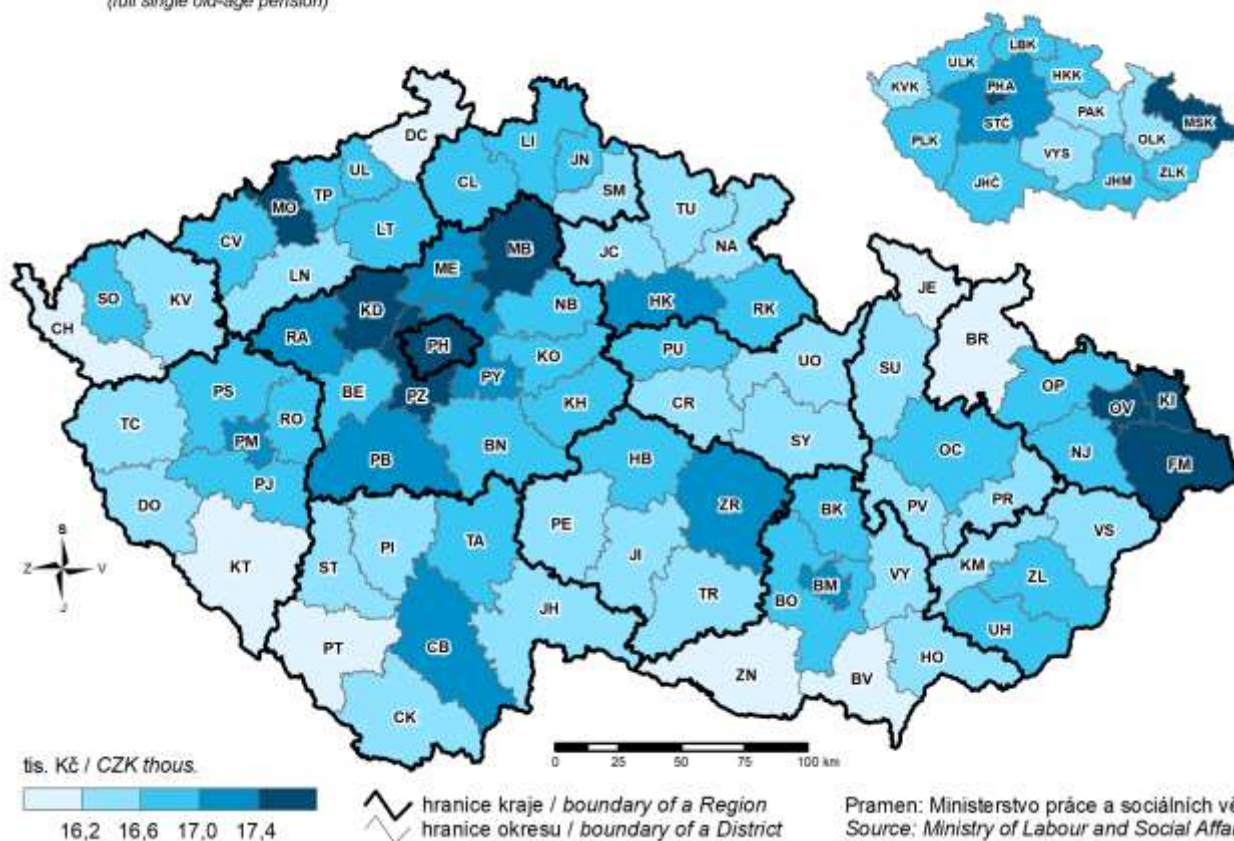 (full single old-age pension)
LBK
ULK
HKK
KVK
PHA
PAK
MSK
STČ
OLK
PLK
VYS
ZLK
JHČ
JHM
DC
LI
UL
JN
TP
CL
SM
MO
TU
LT
CV
MB
JC
NA
LN
ME
SO
KV
JE
KD
NB
HK
RK
CH
RA
BR
PH
KO
PU
UO
SU
OP
PS
BE
PZ
PY
KI
OV
TC
RO
KH
CR
PM
BN
SY
OC
NJ
FM
PB
HB
PJ
DO
ZR
PV
PR
BK
VS
PE
TA
PI
JI
KM
ZL
KT
ST
VY
TR
BM
BO
JH
UH
PT
CB
HO
ZN
BV
CK
S
Z V
J
0 25 50 75 100 km
tis. Kč / CZK thous.
16,2 16,6 17,0 17,4
hranice kraje / boundary of a Region
hranice okresu / boundary of a District
Pramen: Ministerstvo práce a sociálních vě
Source: Ministry of Labour and Social Affai